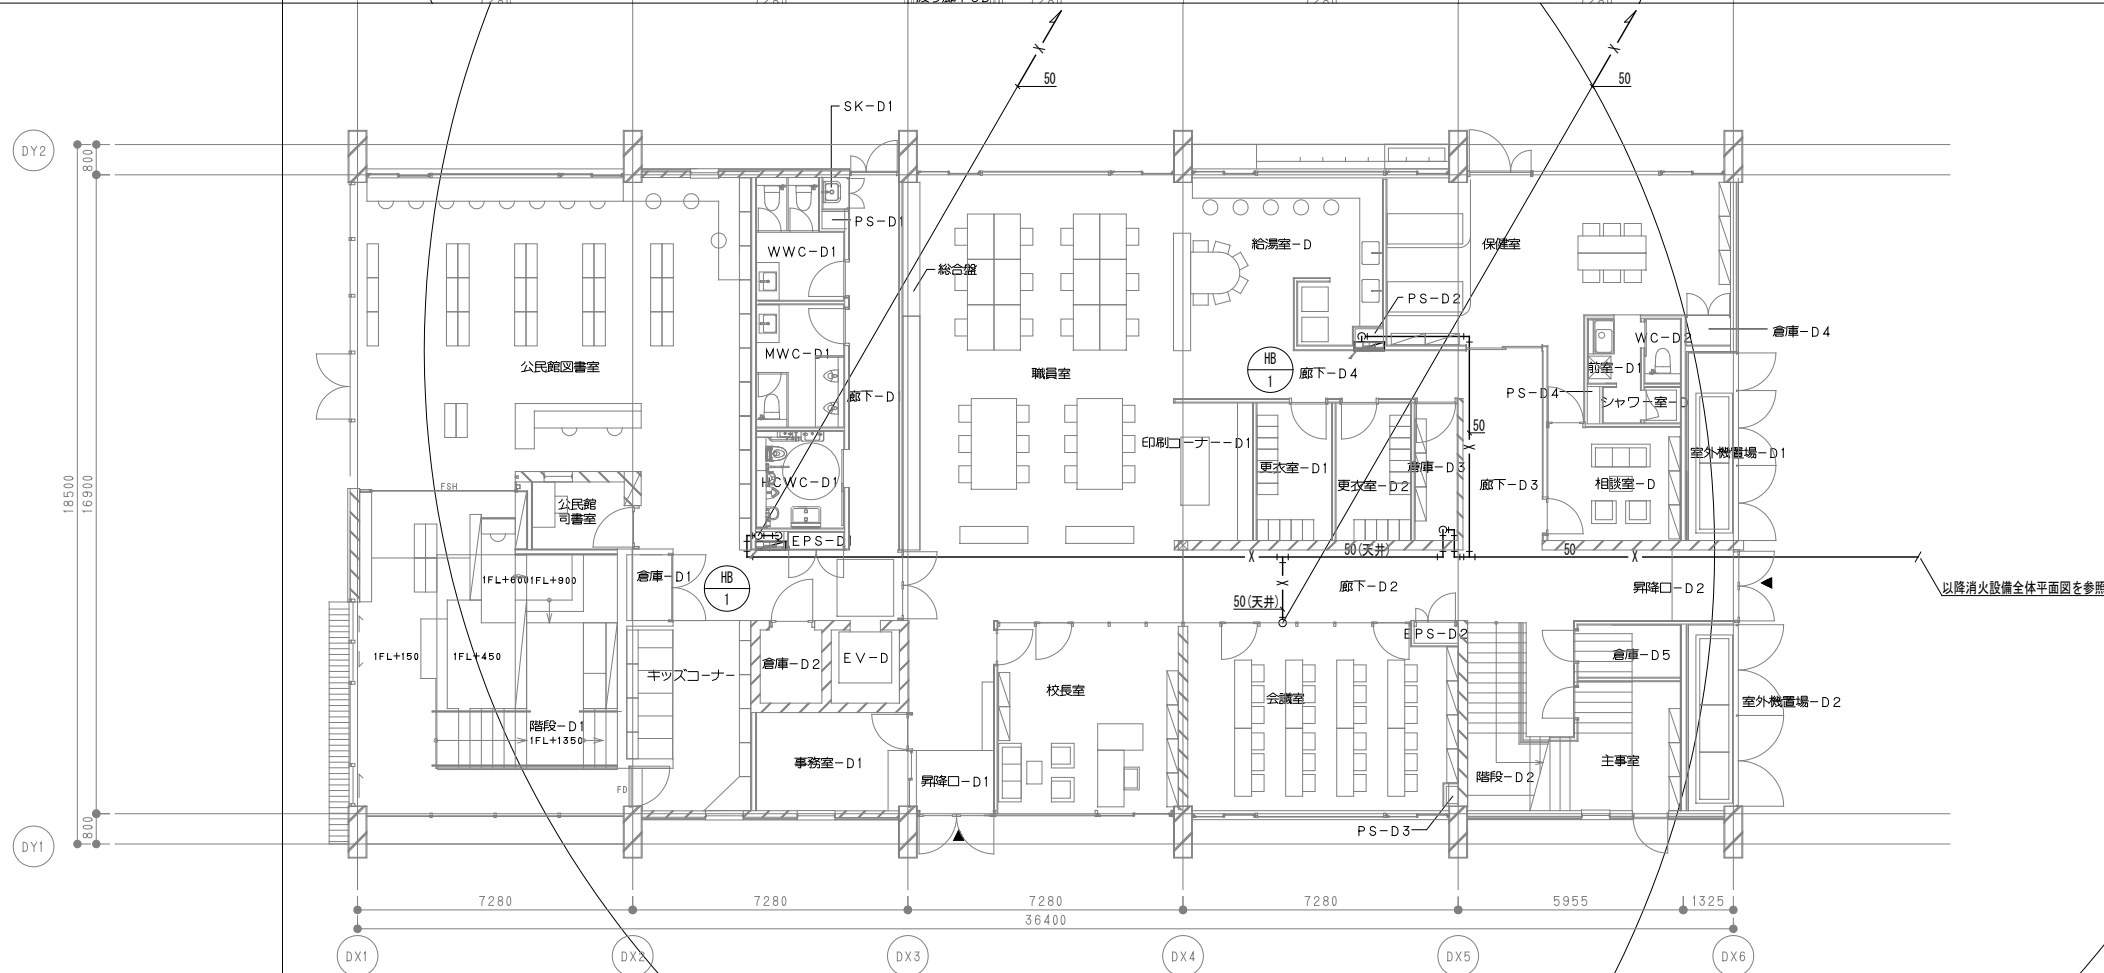 50
50
SK-D1
DY2
800
PS-D1
WWC-D1
総合盤
給湯室-D
保健室
PS-D2
倉庫-D4
WC-D2
MWC-D1
HB
1
公民館図書室
職員室
廊下-D4
前室-D1
廊下-D1
PS-D4
シャワー室-D
50
印刷コーナー-D1
室外機置場-D1
更衣室-D1
倉庫-D3
HCWC-D1
更衣室-D2
廊下-D3
相談室-D
FSH
18500
16900
公民館
司書室
EPS-D1
50(天井)
50
1FL+600
1FL+900
倉庫-D1
HB
1
廊下-D2
昇降口-D2
以降消火設備全体平面図を参照
50(天井)
EPS-D2
1FL+150
1FL+450
倉庫-D2
EV-D
倉庫-D5
キッズコーナー
校長室
会議室
室外機置場-D2
階段-D1
1FL+1350
事務室-D1
昇降口-D1
階段-D2
主事室
FD
800
PS-D3
DY1
7280
7280
7280
7280
5955
1325
36400
DX1
DX2
DX3
DX4
DX5
DX6